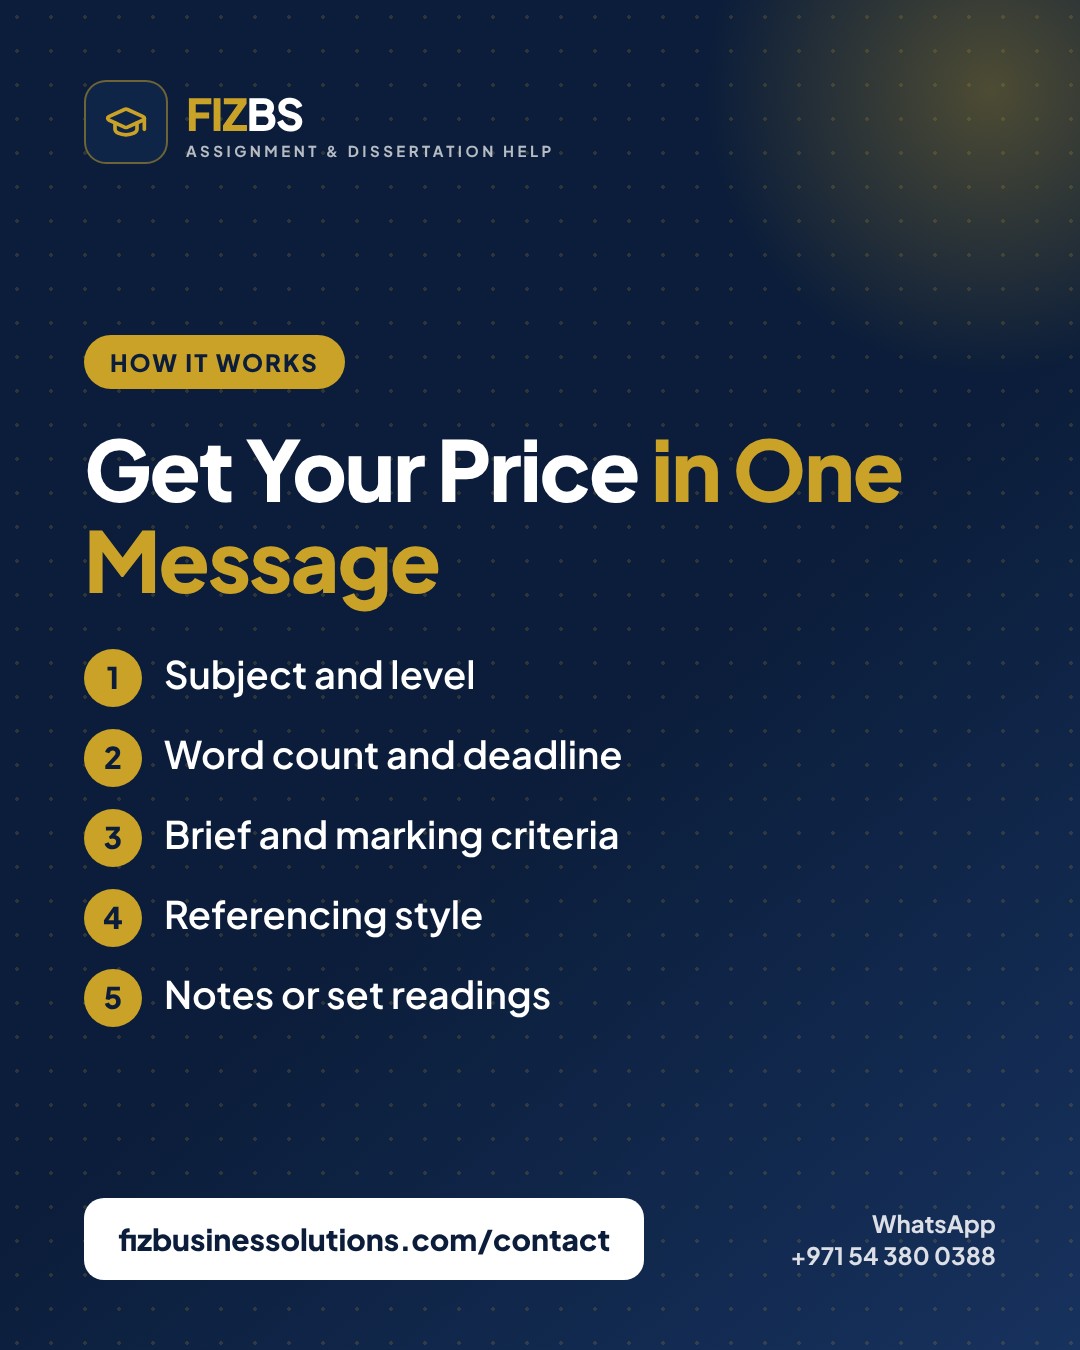 FIZBS
ASSIGNMENT & DISSERTATION HELP
HOW IT WORKS
Get Your Price in One
Message
1 Subject and level
2 Word count and deadline
3 Brief and marking criteria
4 Referencing style
5 Notes or set readings
fizbusinessolutions.com/contact
WhatsApp
+971 54 380 0388